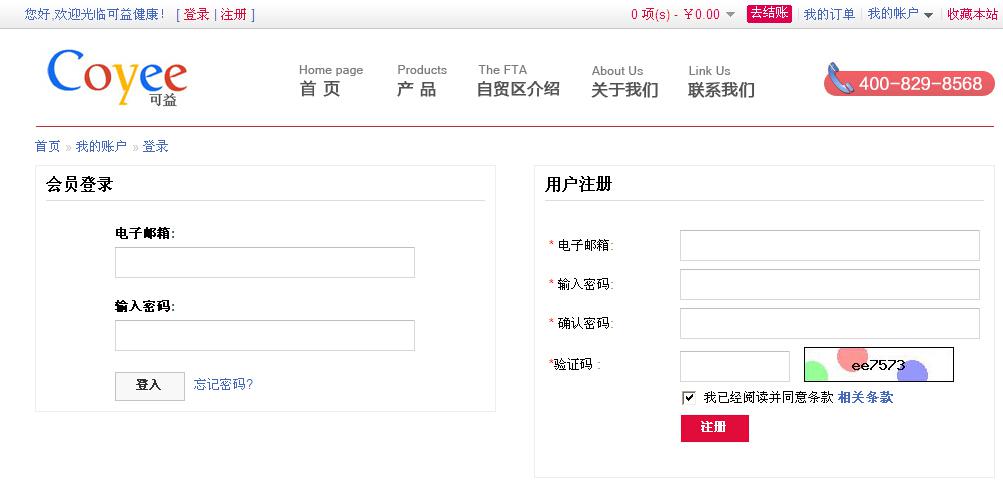 您好,欢迎光临可益健康! [ 登录 | 注册 ] 0 项(s) - ￥0.00 去结账 我的订单 我的帐户 收藏本站
Coyee 可益
Home page Products The FTA About Us Link Us
首 页 产 品 自贸区介绍 关于我们 联系我们
400-829-8568
首页 » 我的账户 » 登录
会员登录
电子邮箱:
输入密码:
登入 忘记密码?
用户注册
* 电子邮箱:
* 输入密码:
* 确认密码:
*验证码 : ee7573
我已经阅读并同意条款 相关条款
注册